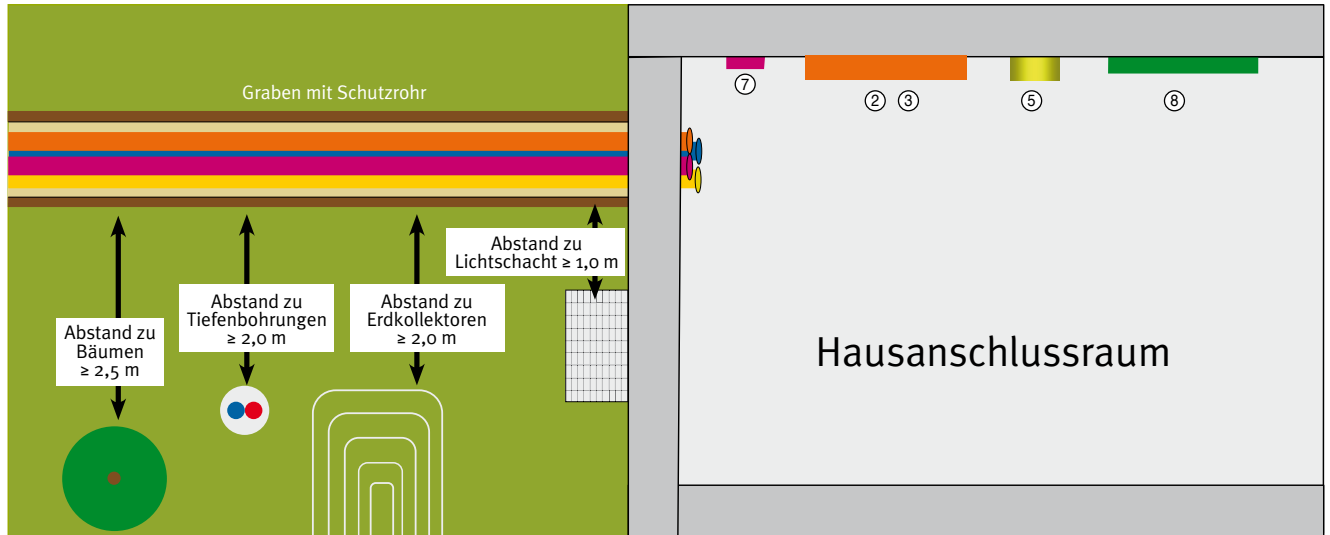 Graben mit Schutzrohr
Abstand zu
Lichtschacht ≥ 1,0 m
Abstand zu
Tiefenbohrungen
≥ 2,0 m
Abstand zu
Erdkollektoren
≥ 2,0 m
Abstand zu
Bäumen
≥ 2,5 m
⑦
② ③
⑤
⑧
Hausanschlussraum